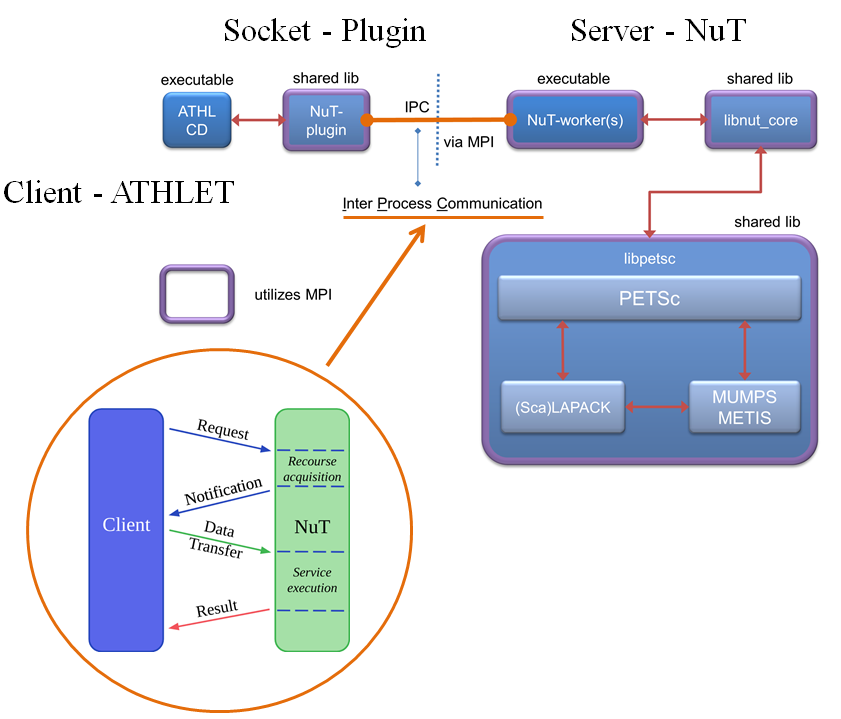 Socket - Plugin
Server - NuT
executable
shared lib
executable
shared lib
ATHL
CD
NuT-
plugin
IPC
via MPI
NuT-worker(s)
libnut_core
Client - ATHLET
Inter Process Communication
shared lib
libpetsc
PETSc
(Sca)LAPACK
MUMPS
METIS
utilizes MPI
Client
Request
Recourse
acquisition
Notification
NuT
Data
Transfer
Service
execution
Result